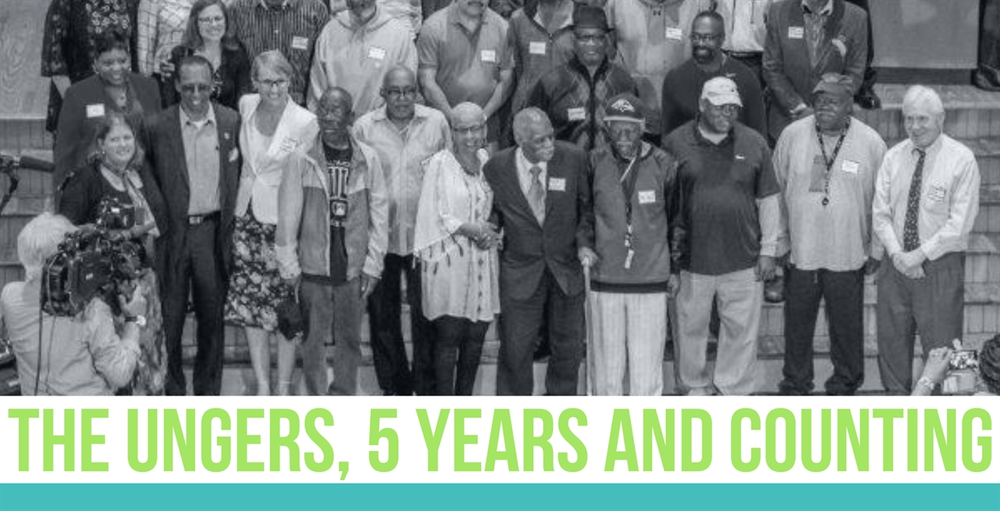 THE UNGERS, 5 YEARS AND COUNTING